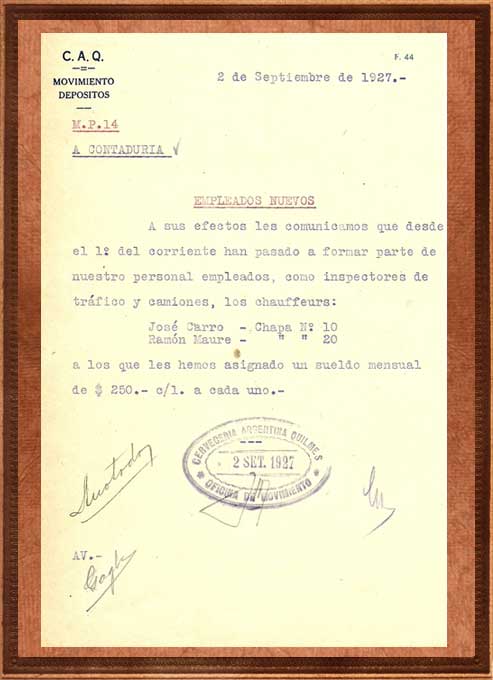 C. A. Q.
F. 44
MOVIMIENTO
DEPOSITOS
2 de Septiembre de 1927.-
M.P.14
A CONTADURIA
EMPLEADOS NUEVOS
A sus efectos les comunicamos que desde
el 1º del corriente han pasado a formar parte de
nuestro personal empleados, como inspectores de
tráfico y camiones, los chauffeurs:
José Carro - Chapa Nº 10
Ramón Maure - " " 20
a los que les hemos asignado un sueldo mensual
de $ 250.- c/l. a cada uno.-
CERVECERIA ARGENTINA QUILMES
2 SET. 1927
OFICINA DE MOVIMIENTO
Anotado
AV.-